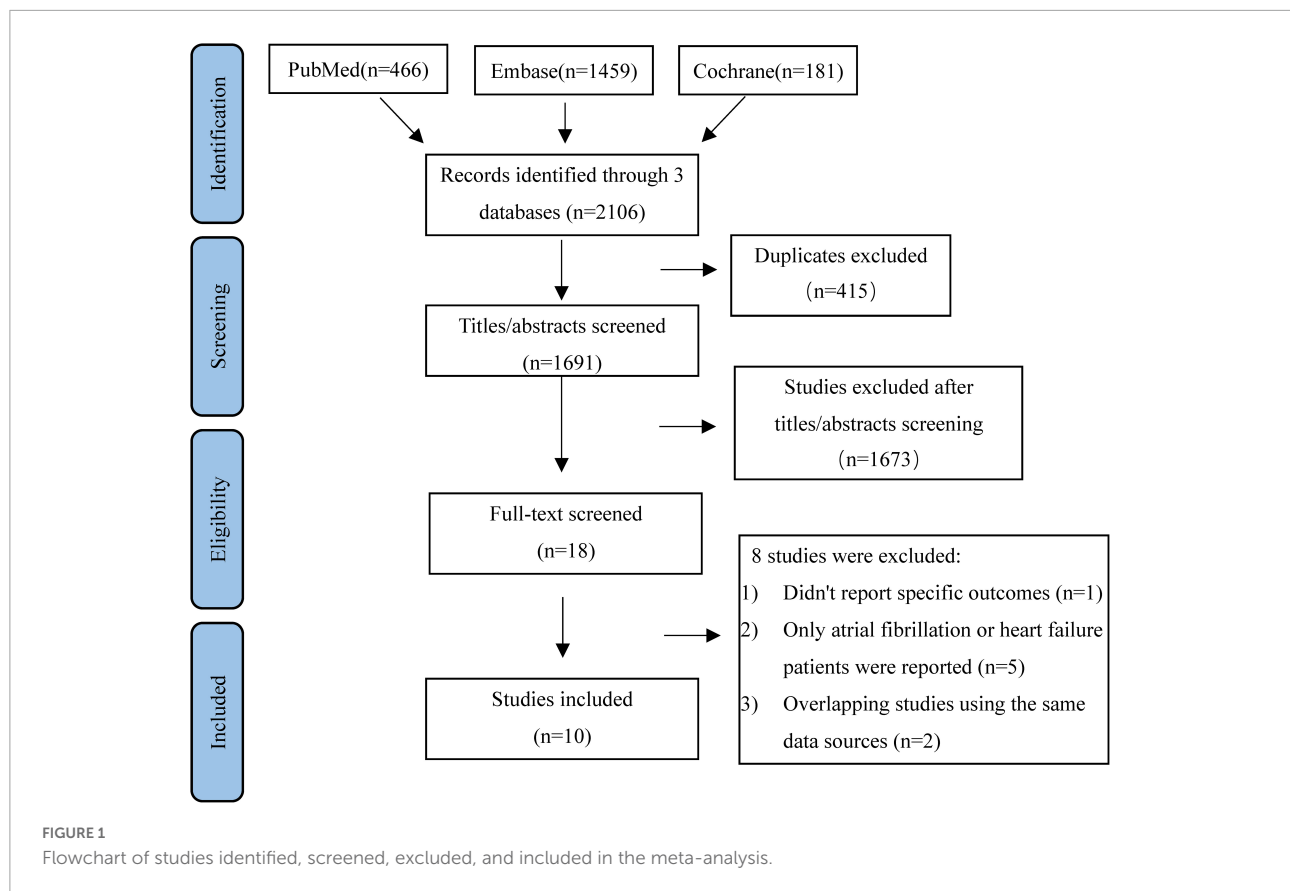 Identification
PubMed(n=466)
Embase(n=1459)
Cochrane(n=181)
Records identified through 3
databases (n=2106)
Screening
Duplicates excluded
（n=415）
Titles/abstracts screened
(n=1691)
Studies excluded after
titles/abstracts screening
（n=1673）
Eligibility
Full-text screened
(n=18)
8 studies were excluded:
1) Didn't report specific outcomes (n=1)
2) Only atrial fibrillation or heart failure
patients were reported (n=5)
3) Overlapping studies using the same
data sources (n=2)
Included
Studies included
(n=10)
FIGURE 1
Flowchart of studies identified, screened, excluded, and included in the meta-analysis.